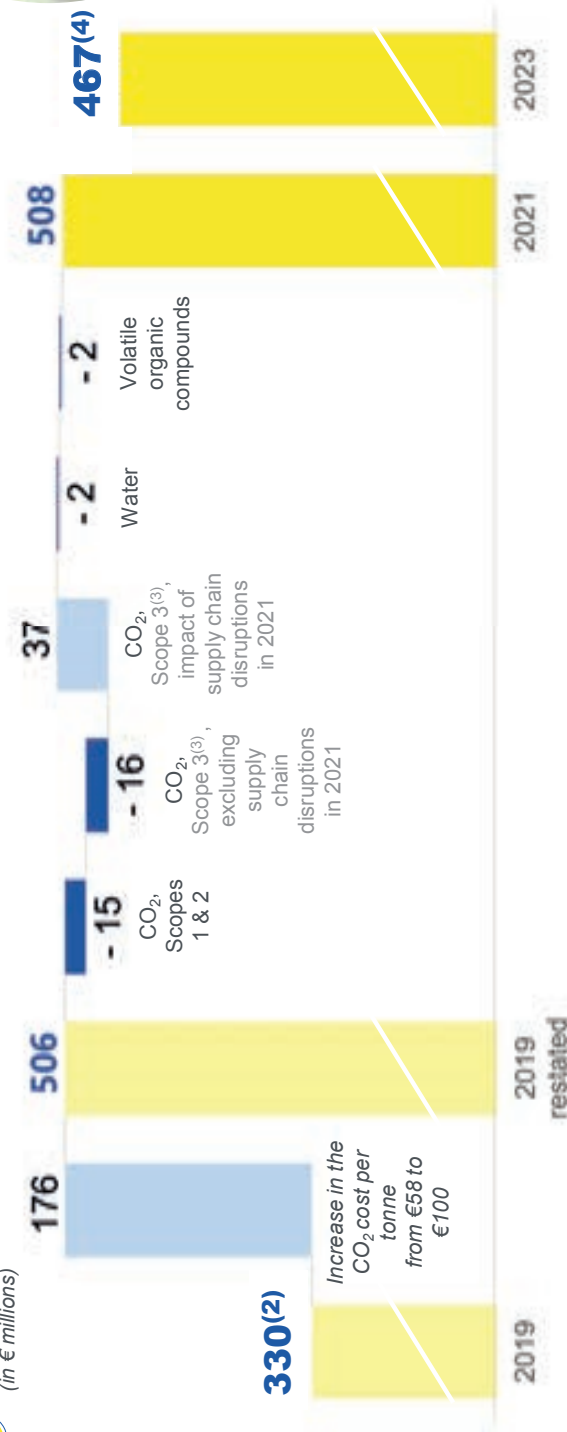 (in € millions)
330(2)
176
506
- 15
- 16
37
- 2
- 2
508
467(4)
Increase in the
CO2 cost per
tonne
from €58 to
€100
CO2,
Scopes
1 & 2
CO2,
Scope 3(3) ,
excluding
supply
chain
disruptions
in 2021
CO2,
Scope 3(3),
impact of
supply chain
disruptions
in 2021
Water
Volatile
organic
compounds
2019
2019
restated
2021
2023